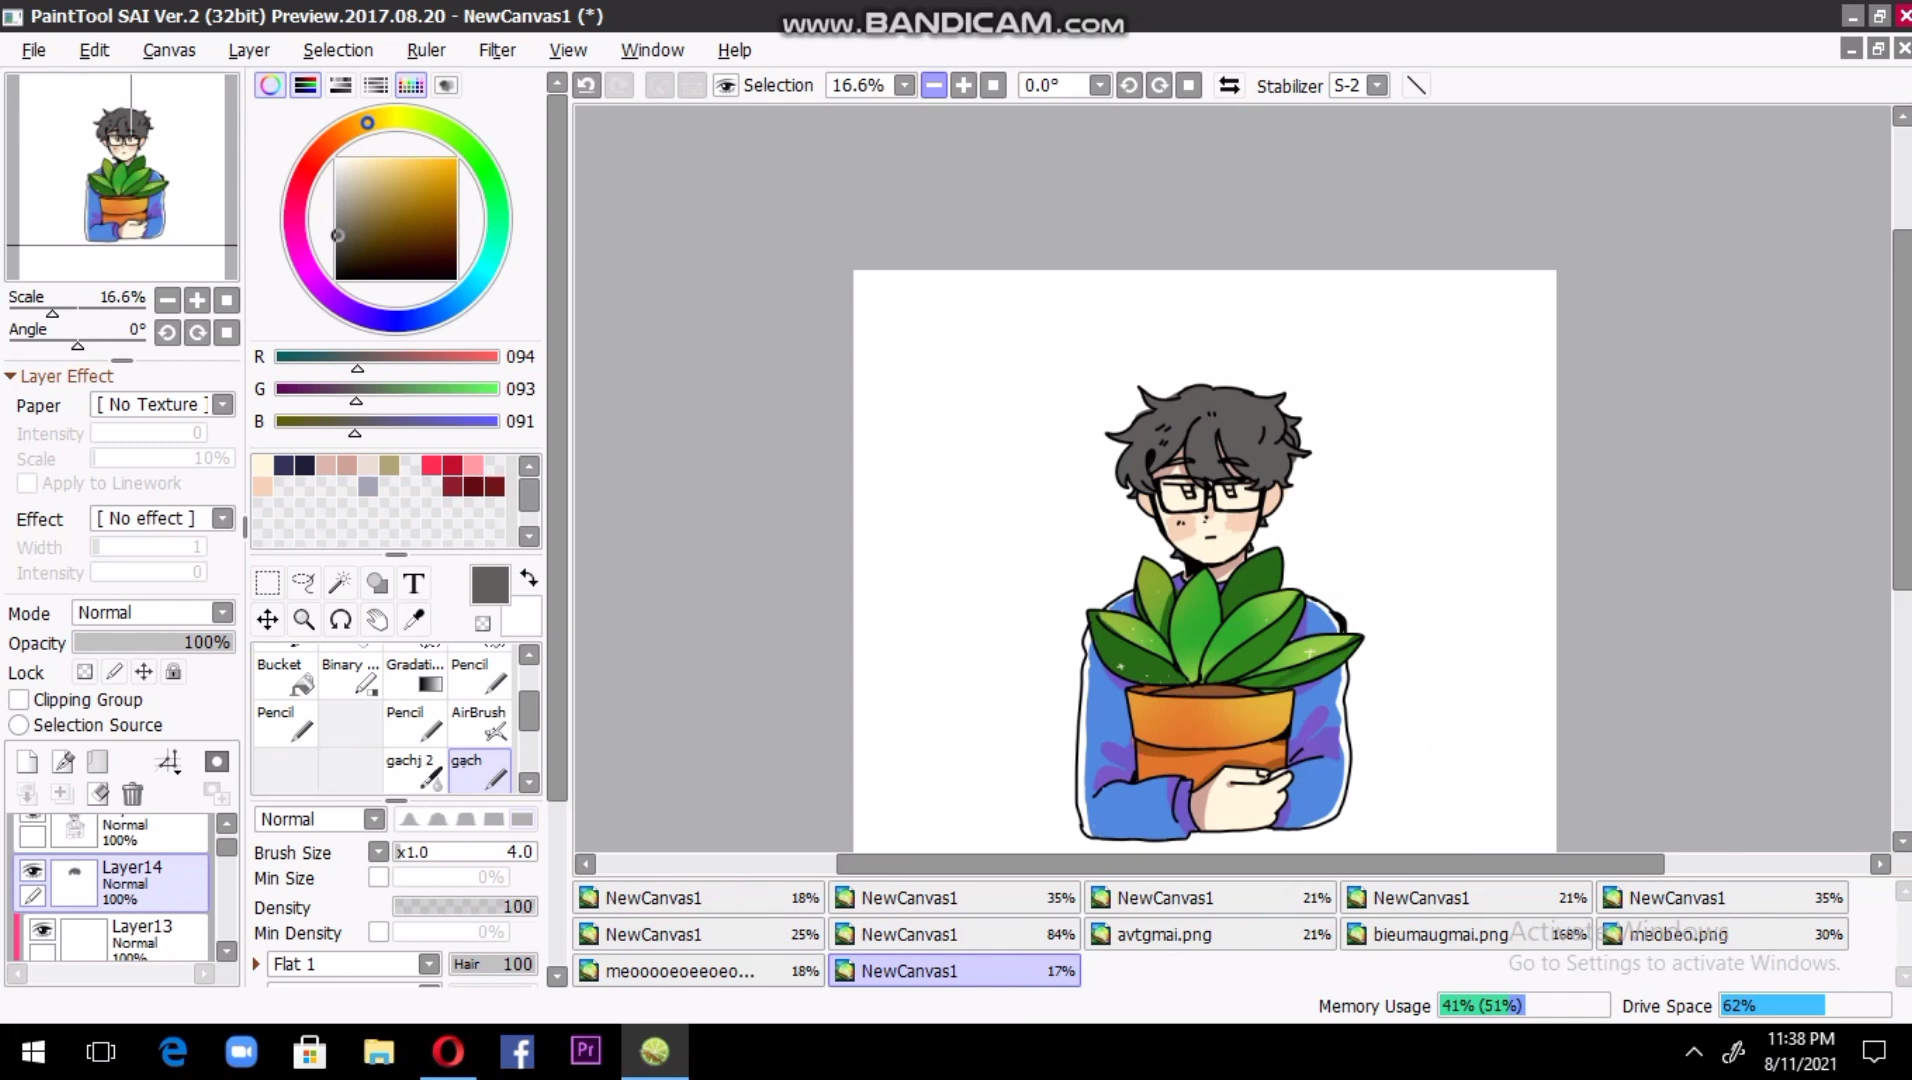 PaintTool SAI Ver.2 (32bit) Preview.2017.08.20 - NewCanvas1 (*)
www.BANDICAM.com
File Edit Canvas Layer Selection Ruler Filter View Window Help
Selection 16.6% 0.0° Stabilizer S-2
Scale 16.6%
Angle 0°
Layer Effect
Paper [ No Texture ]
Intensity 0
Scale 10%
Apply to Linework
Effect [ No effect ]
Width 1
Intensity 0
Mode Normal
Opacity 100%
Lock
Clipping Group
Selection Source
Normal
100%
Layer14
Normal
100%
Layer13
Normal
100%
R 094
G 093
B 091
T
Bucket Binary ... Gradati... Pencil
Pencil Pencil AirBrush
gachj 2 gach
Normal
Brush Size x1.0 4.0
Min Size 0%
Density 100
Min Density 0%
Flat 1 Hair 100
NewCanvas1 18% NewCanvas1 35% NewCanvas1 21% NewCanvas1 21% NewCanvas1 35%
NewCanvas1 25% NewCanvas1 84% avtgmai.png 21% bieumaugmai.png 168% meobeo.png 30%
meooooeoeeoeo... 18% NewCanvas1 17%
Activate Windows
Go to Settings to activate Windows.
Memory Usage 41% (51%) Drive Space 62%
Pr
11:38 PM
8/11/2021